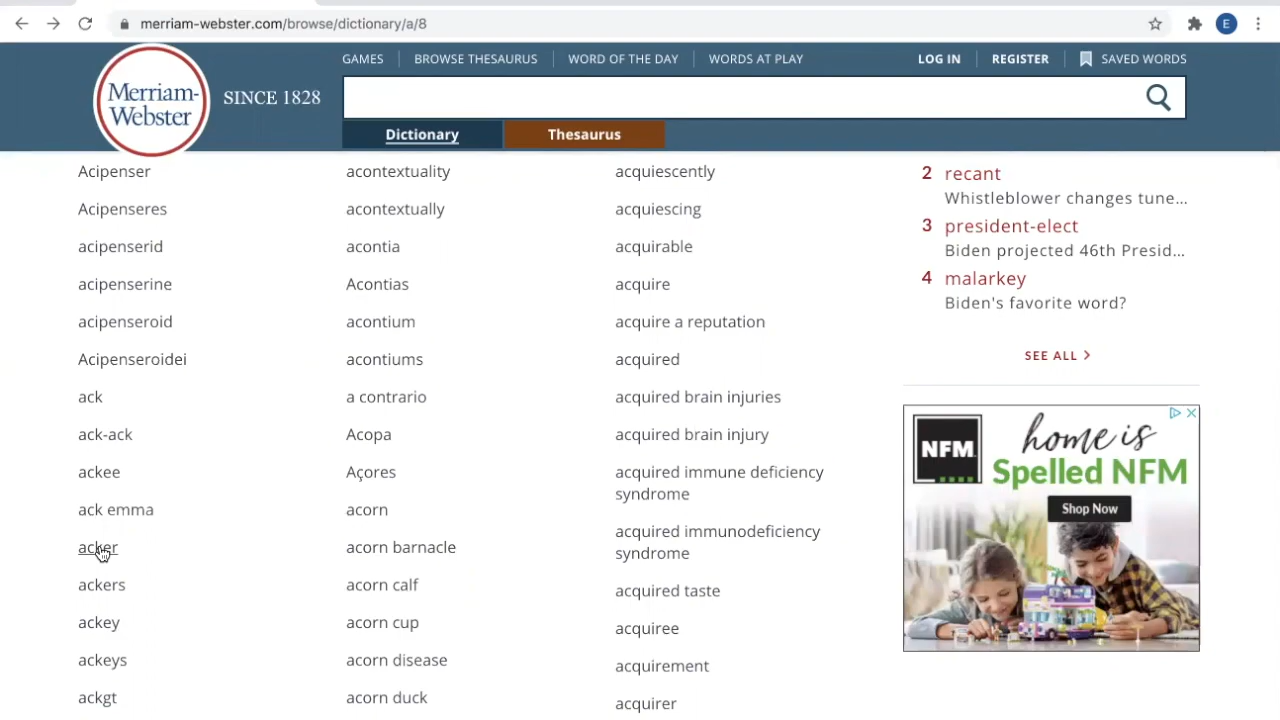 merriam-webster.com/browse/dictionary/a/8
E
GAMES
BROWSE THESAURUS
WORD OF THE DAY
WORDS AT PLAY
LOG IN
REGISTER
SAVED WORDS
Merriam-
Webster
SINCE 1828
Dictionary
Thesaurus
Acipenser
Acipenseres
acipenserid
acipenserine
acipenseroid
Acipenseroidei
ack
ack-ack
ackee
ack emma
acker
ackers
ackey
ackeys
ackgt
acontextuality
acontextually
acontia
Acontias
acontium
acontiums
a contrario
Acopa
Açores
acorn
acorn barnacle
acorn calf
acorn cup
acorn disease
acorn duck
acquiescently
acquiescing
acquirable
acquire
acquire a reputation
acquired
acquired brain injuries
acquired brain injury
acquired immune deficiency
syndrome
acquired immunodeficiency
syndrome
acquired taste
acquiree
acquirement
acquirer
2 recant
Whistleblower changes tune...
3 president-elect
Biden projected 46th Presid...
4 malarkey
Biden's favorite word?
SEE ALL >
NFM
home is
Spelled NFM
Shop Now